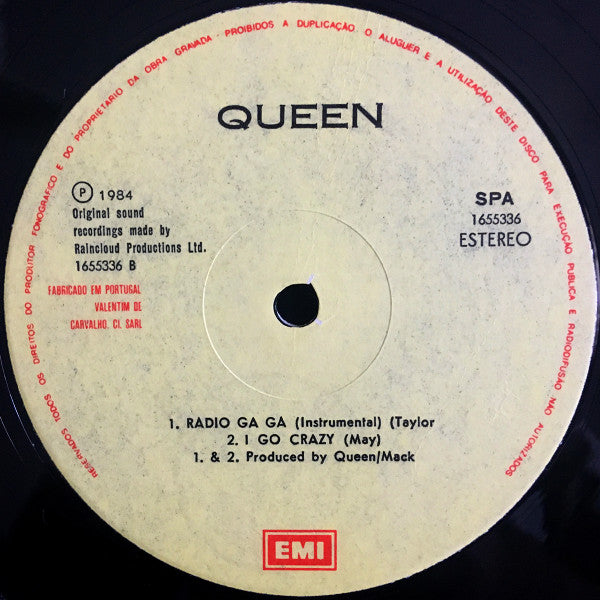 RESERVADOS TODOS OS DIREITOS DO PRODUTOR FONOGRAFICO E DO PROPRIETARIO DA OBRA GRAVADA · PROIBIDOS A DUPLICAÇÃO · O ALUGUER E A UTILIZAÇÃO DESTE DISCO PARA EXECUÇÃO PUBLICA E RADIODIFUSÃO NÃO AUTORIZADOS
QUEEN
Ⓟ 1984
Original sound
recordings made by
Raincloud Productions Ltd.
1655336 B
SPA
1655336
ESTEREO
FABRICADO EM PORTUGAL
VALENTIM DE
CARVALHO, CI. SARL
1. RADIO GA GA (Instrumental) (Taylor
2. I GO CRAZY (May)
1. & 2. Produced by Queen/Mack
EMI